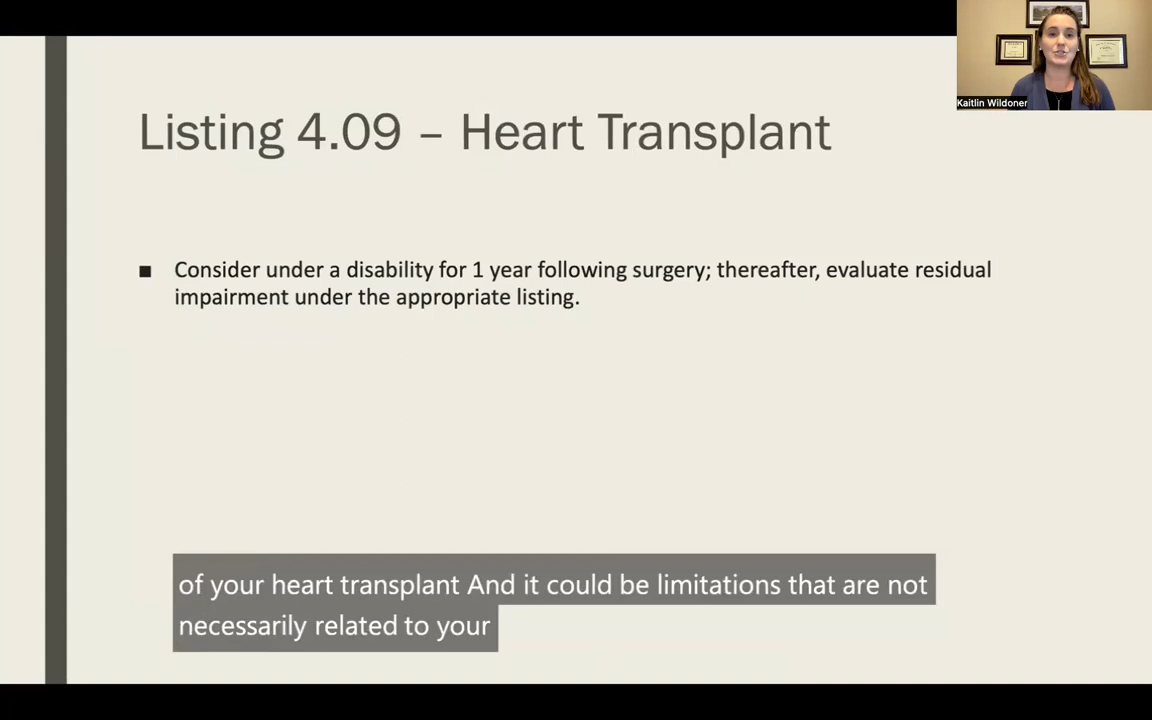 Kaitlin Wildoner
Listing 4.09 – Heart Transplant
■ Consider under a disability for 1 year following surgery; thereafter, evaluate residual
impairment under the appropriate listing.
of your heart transplant And it could be limitations that are not
necessarily related to your